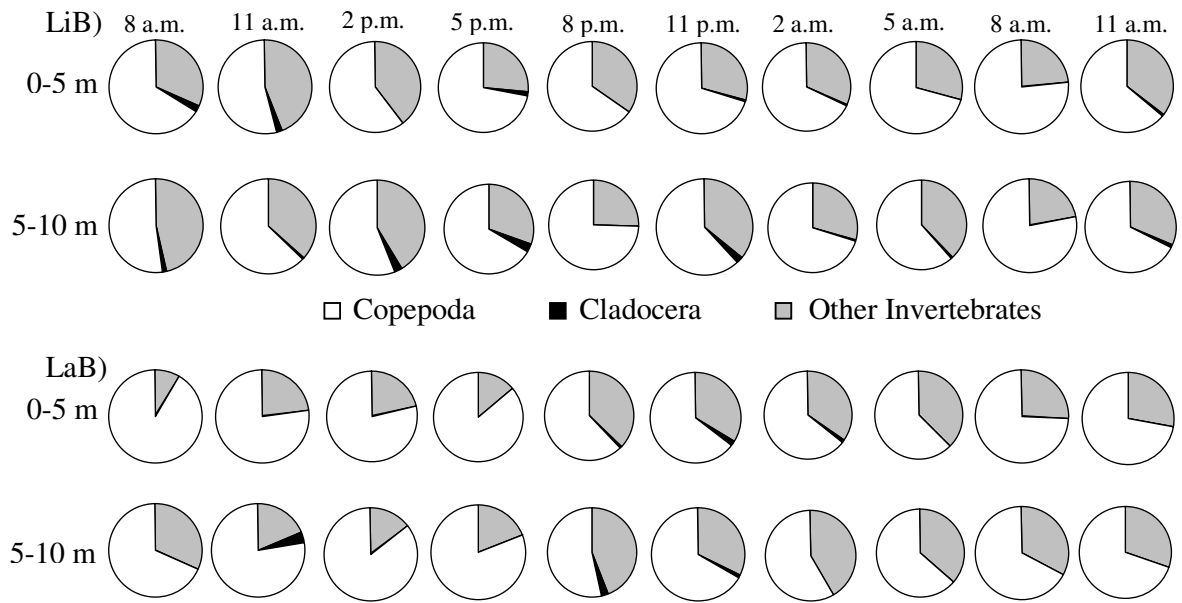 LiB) 8 a.m. 11 a.m. 2 p.m. 5 p.m. 8 p.m. 11 p.m. 2 a.m. 5 a.m. 8 a.m. 11 a.m.
0-5 m
5-10 m
Copepoda Cladocera Other Invertebrates
LaB)
0-5 m
5-10 m